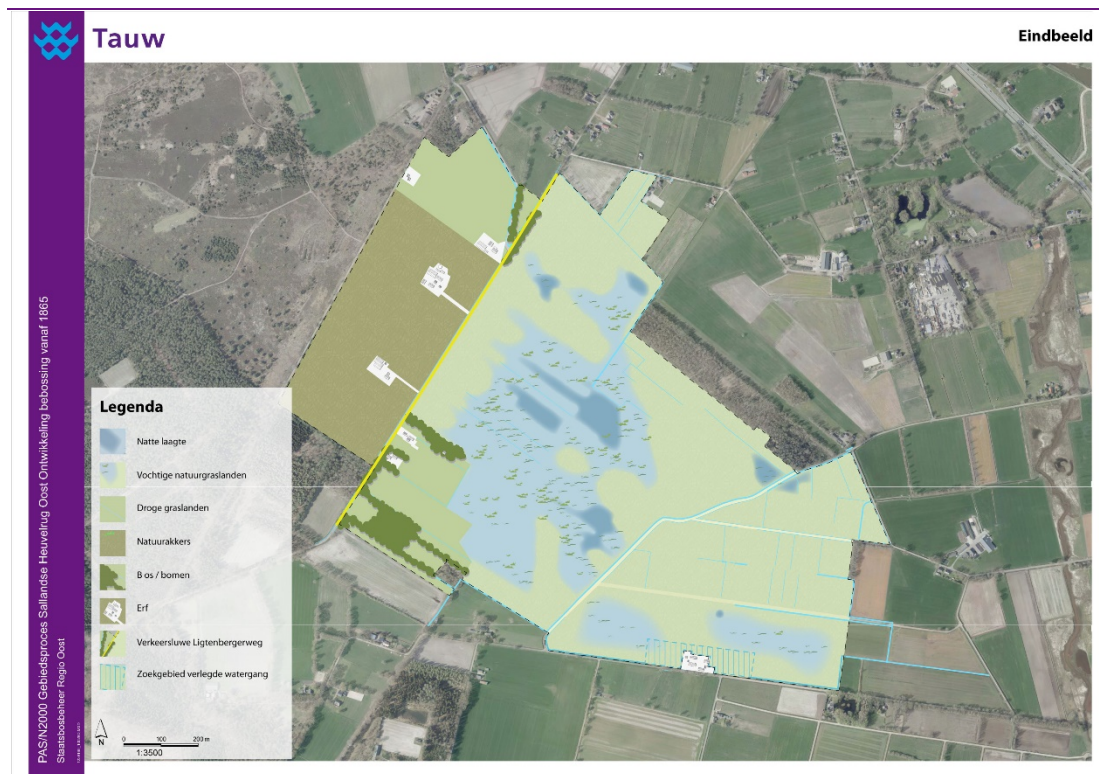 Tauw
Eindbeeld
PAS/N2000 Gebiedsproces Sallandse Heuvelrug Oost Ontwikkeling bebossing vanaf 1865
Staatsbosbeheer Regio Oost
Legenda
Natte laagte
Vochtige natuurgraslanden
Droge graslanden
Natuurakkers
B os / bomen
Erf
Verkeersluwe Ligtenbergerweg
Zoekgebied verlegde watergang
N
0 100 200 m
1:3500